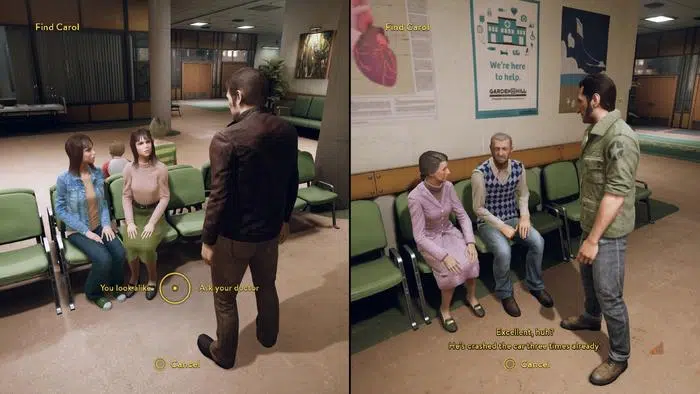 Find Carol
You look alike
Ask your doctor
Cancel
Find Carol
We're here
to help.
GARDEN HILL
Excellent, huh?
He's crashed the car three times already
Cancel